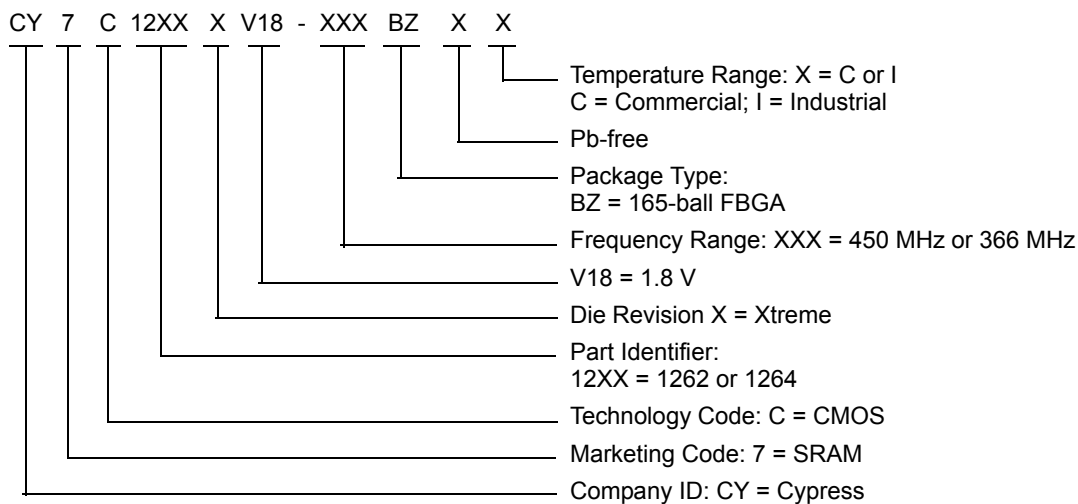 CY 7 C 12XX X V18 - XXX BZ X X
Temperature Range: X = C or I
C = Commercial; I = Industrial
Pb-free
Package Type:
BZ = 165-ball FBGA
Frequency Range: XXX = 450 MHz or 366 MHz
V18 = 1.8 V
Die Revision X = Xtreme
Part Identifier:
12XX = 1262 or 1264
Technology Code: C = CMOS
Marketing Code: 7 = SRAM
Company ID: CY = Cypress